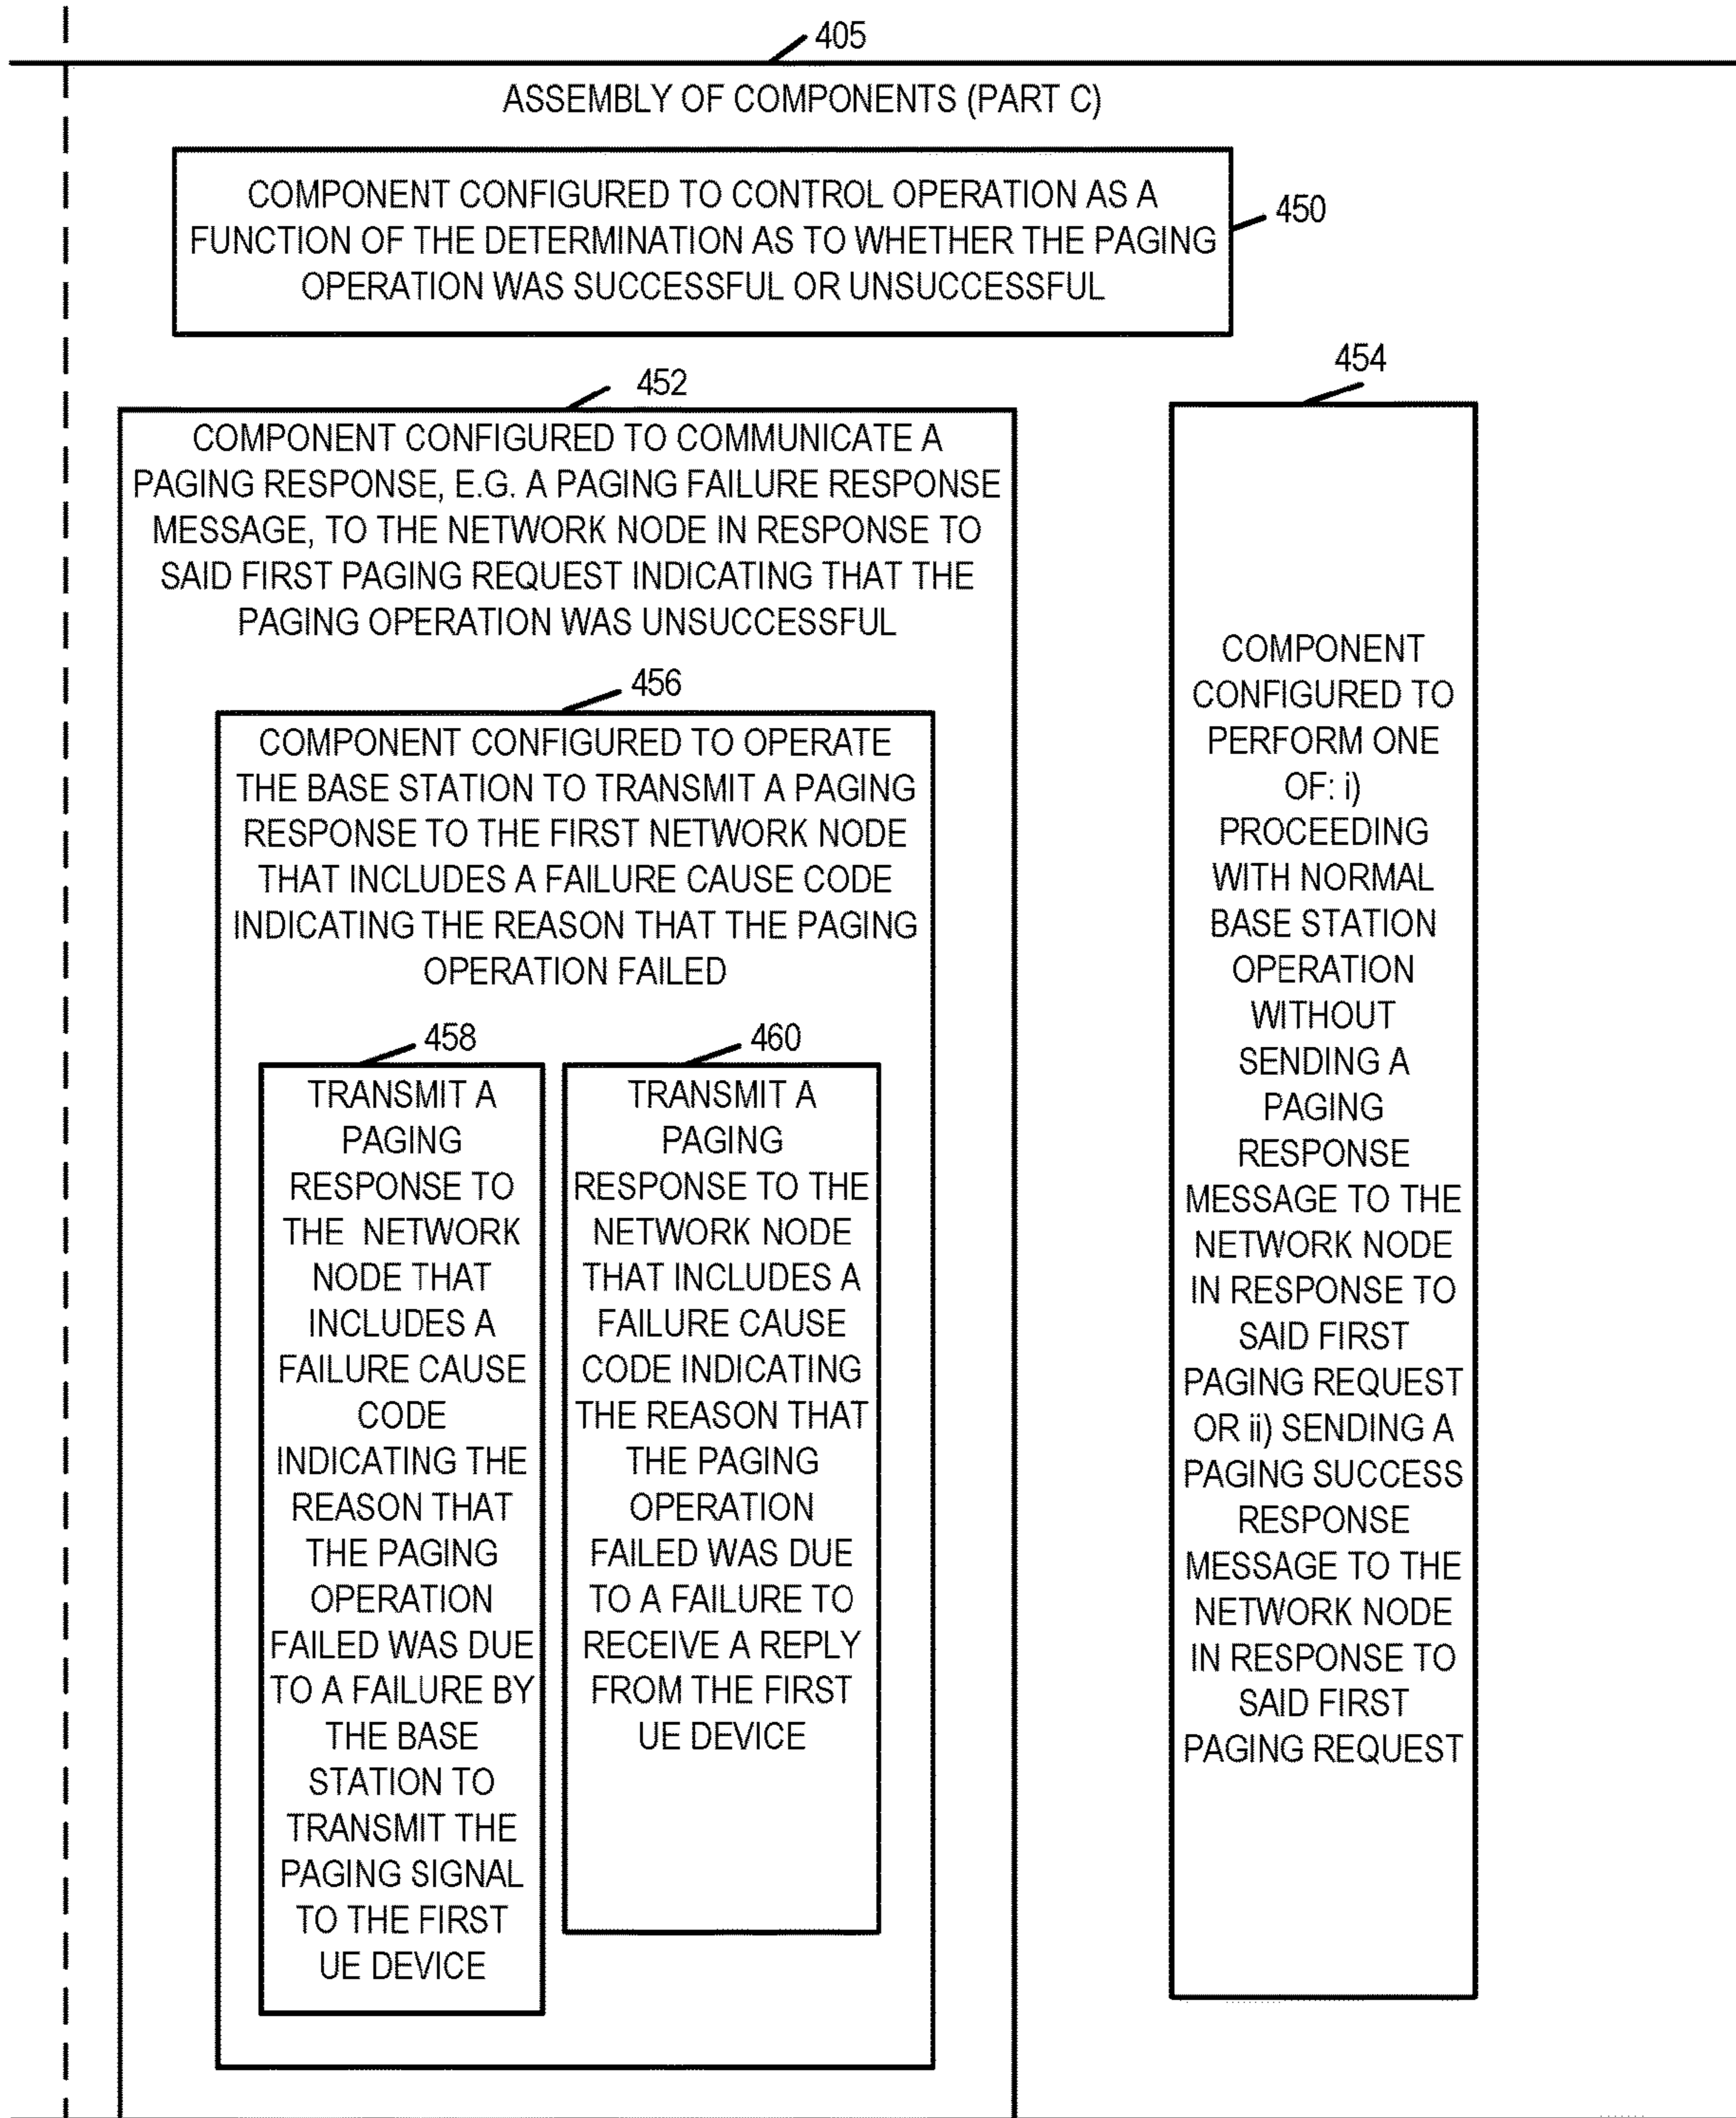 405
ASSEMBLY OF COMPONENTS (PART C)
COMPONENT CONFIGURED TO CONTROL OPERATION AS A
FUNCTION OF THE DETERMINATION AS TO WHETHER THE PAGING
OPERATION WAS SUCCESSFUL OR UNSUCCESSFUL
450
452
COMPONENT CONFIGURED TO COMMUNICATE A
PAGING RESPONSE, E.G. A PAGING FAILURE RESPONSE
MESSAGE, TO THE NETWORK NODE IN RESPONSE TO
SAID FIRST PAGING REQUEST INDICATING THAT THE
PAGING OPERATION WAS UNSUCCESSFUL
456
COMPONENT CONFIGURED TO OPERATE
THE BASE STATION TO TRANSMIT A PAGING
RESPONSE TO THE FIRST NETWORK NODE
THAT INCLUDES A FAILURE CAUSE CODE
INDICATING THE REASON THAT THE PAGING
OPERATION FAILED
458
TRANSMIT A
PAGING
RESPONSE TO
THE NETWORK
NODE THAT
INCLUDES A
FAILURE CAUSE
CODE
INDICATING THE
REASON THAT
THE PAGING
OPERATION
FAILED WAS DUE
TO A FAILURE BY
THE BASE
STATION TO
TRANSMIT THE
PAGING SIGNAL
TO THE FIRST
UE DEVICE
460
TRANSMIT A
PAGING
RESPONSE TO THE
NETWORK NODE
THAT INCLUDES A
FAILURE CAUSE
CODE INDICATING
THE REASON THAT
THE PAGING
OPERATION
FAILED WAS DUE
TO A FAILURE TO
RECEIVE A REPLY
FROM THE FIRST
UE DEVICE
454
COMPONENT
CONFIGURED TO
PERFORM ONE
OF: i)
PROCEEDING
WITH NORMAL
BASE STATION
OPERATION
WITHOUT
SENDING A
PAGING
RESPONSE
MESSAGE TO THE
NETWORK NODE
IN RESPONSE TO
SAID FIRST
PAGING REQUEST
OR ii) SENDING A
PAGING SUCCESS
RESPONSE
MESSAGE TO THE
NETWORK NODE
IN RESPONSE TO
SAID FIRST
PAGING REQUEST